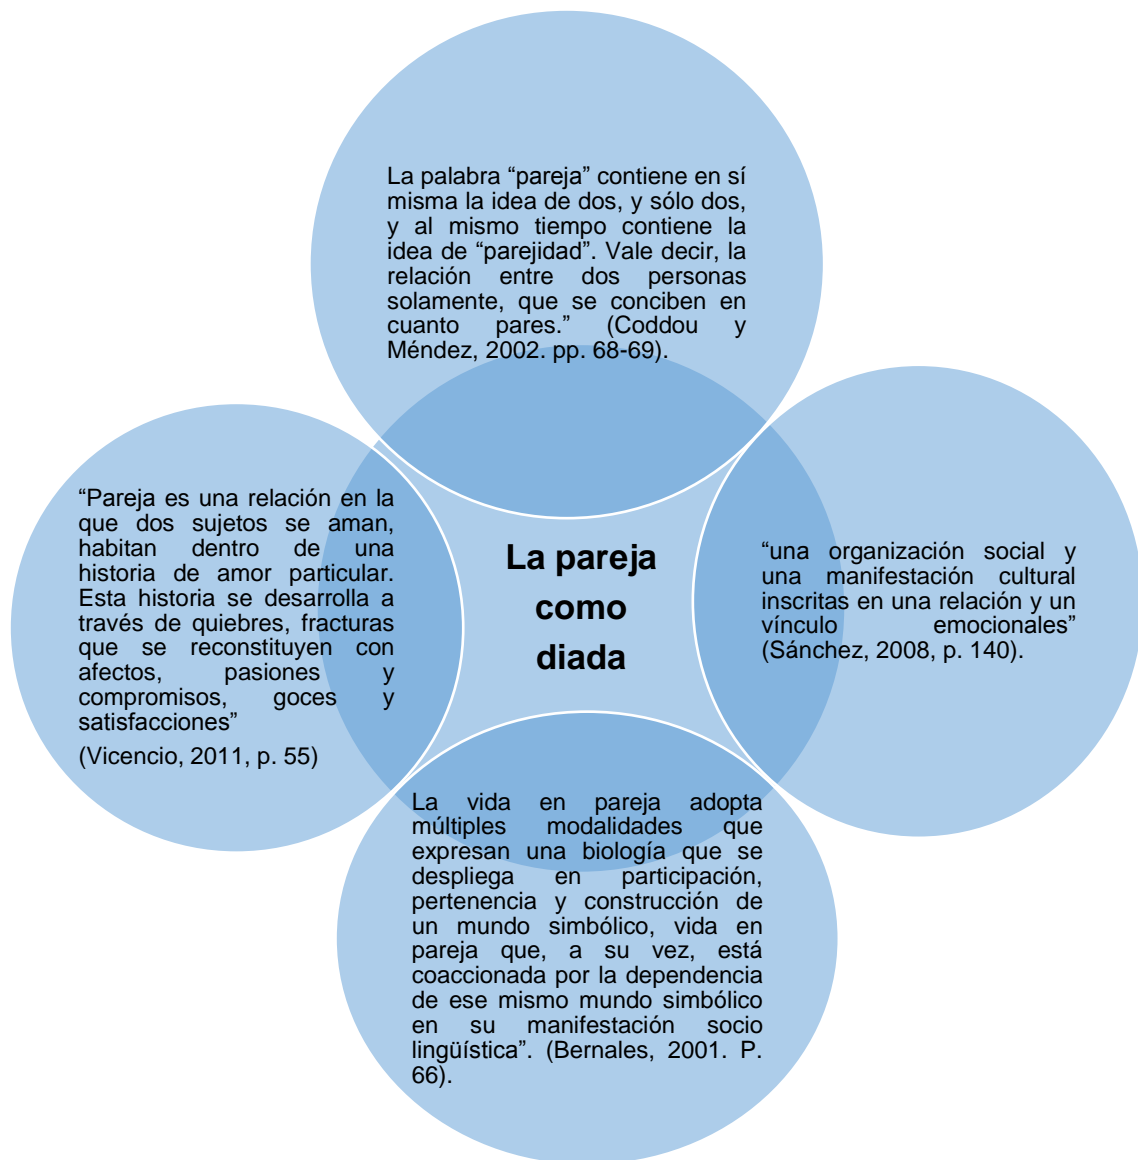 La palabra “pareja” contiene en sí
misma la idea de dos, y sólo dos,
y al mismo tiempo contiene la
idea de “parejidad”. Vale decir, la
relación entre dos personas
solamente, que se conciben en
cuanto pares.” (Coddou y
Méndez, 2002. pp. 68-69).
“Pareja es una relación en la
que dos sujetos se aman,
habitan dentro de una
historia de amor particular.
Esta historia se desarrolla a
través de quiebres, fracturas
que se reconstituyen con
afectos, pasiones y
compromisos, goces y
satisfacciones”
(Vicencio, 2011, p. 55)
La pareja
como
diada
“una organización social y
una manifestación cultural
inscritas en una relación y un
vínculo emocionales”
(Sánchez, 2008, p. 140).
La vida en pareja adopta
múltiples modalidades que
expresan una biología que se
despliega en participación,
pertenencia y construcción de
un mundo simbólico, vida en
pareja que, a su vez, está
coaccionada por la dependencia
de ese mismo mundo simbólico
en su manifestación socio
lingüística”. (Bernales, 2001. P.
66).